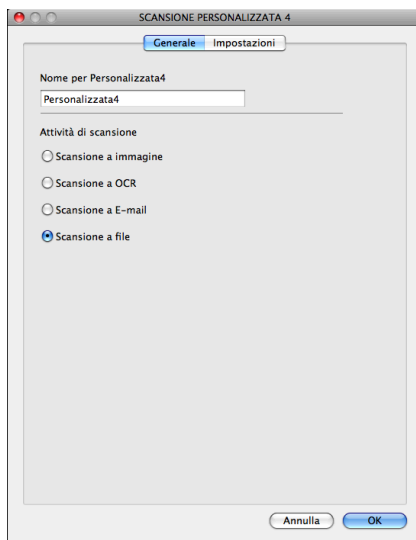 SCANSIONE PERSONALIZZATA 4
Generale Impostazioni
Nome per Personalizzata4
Personalizzata4
Attività di scansione
Scansione a immagine
Scansione a OCR
Scansione a E-mail
Scansione a file
Annulla OK